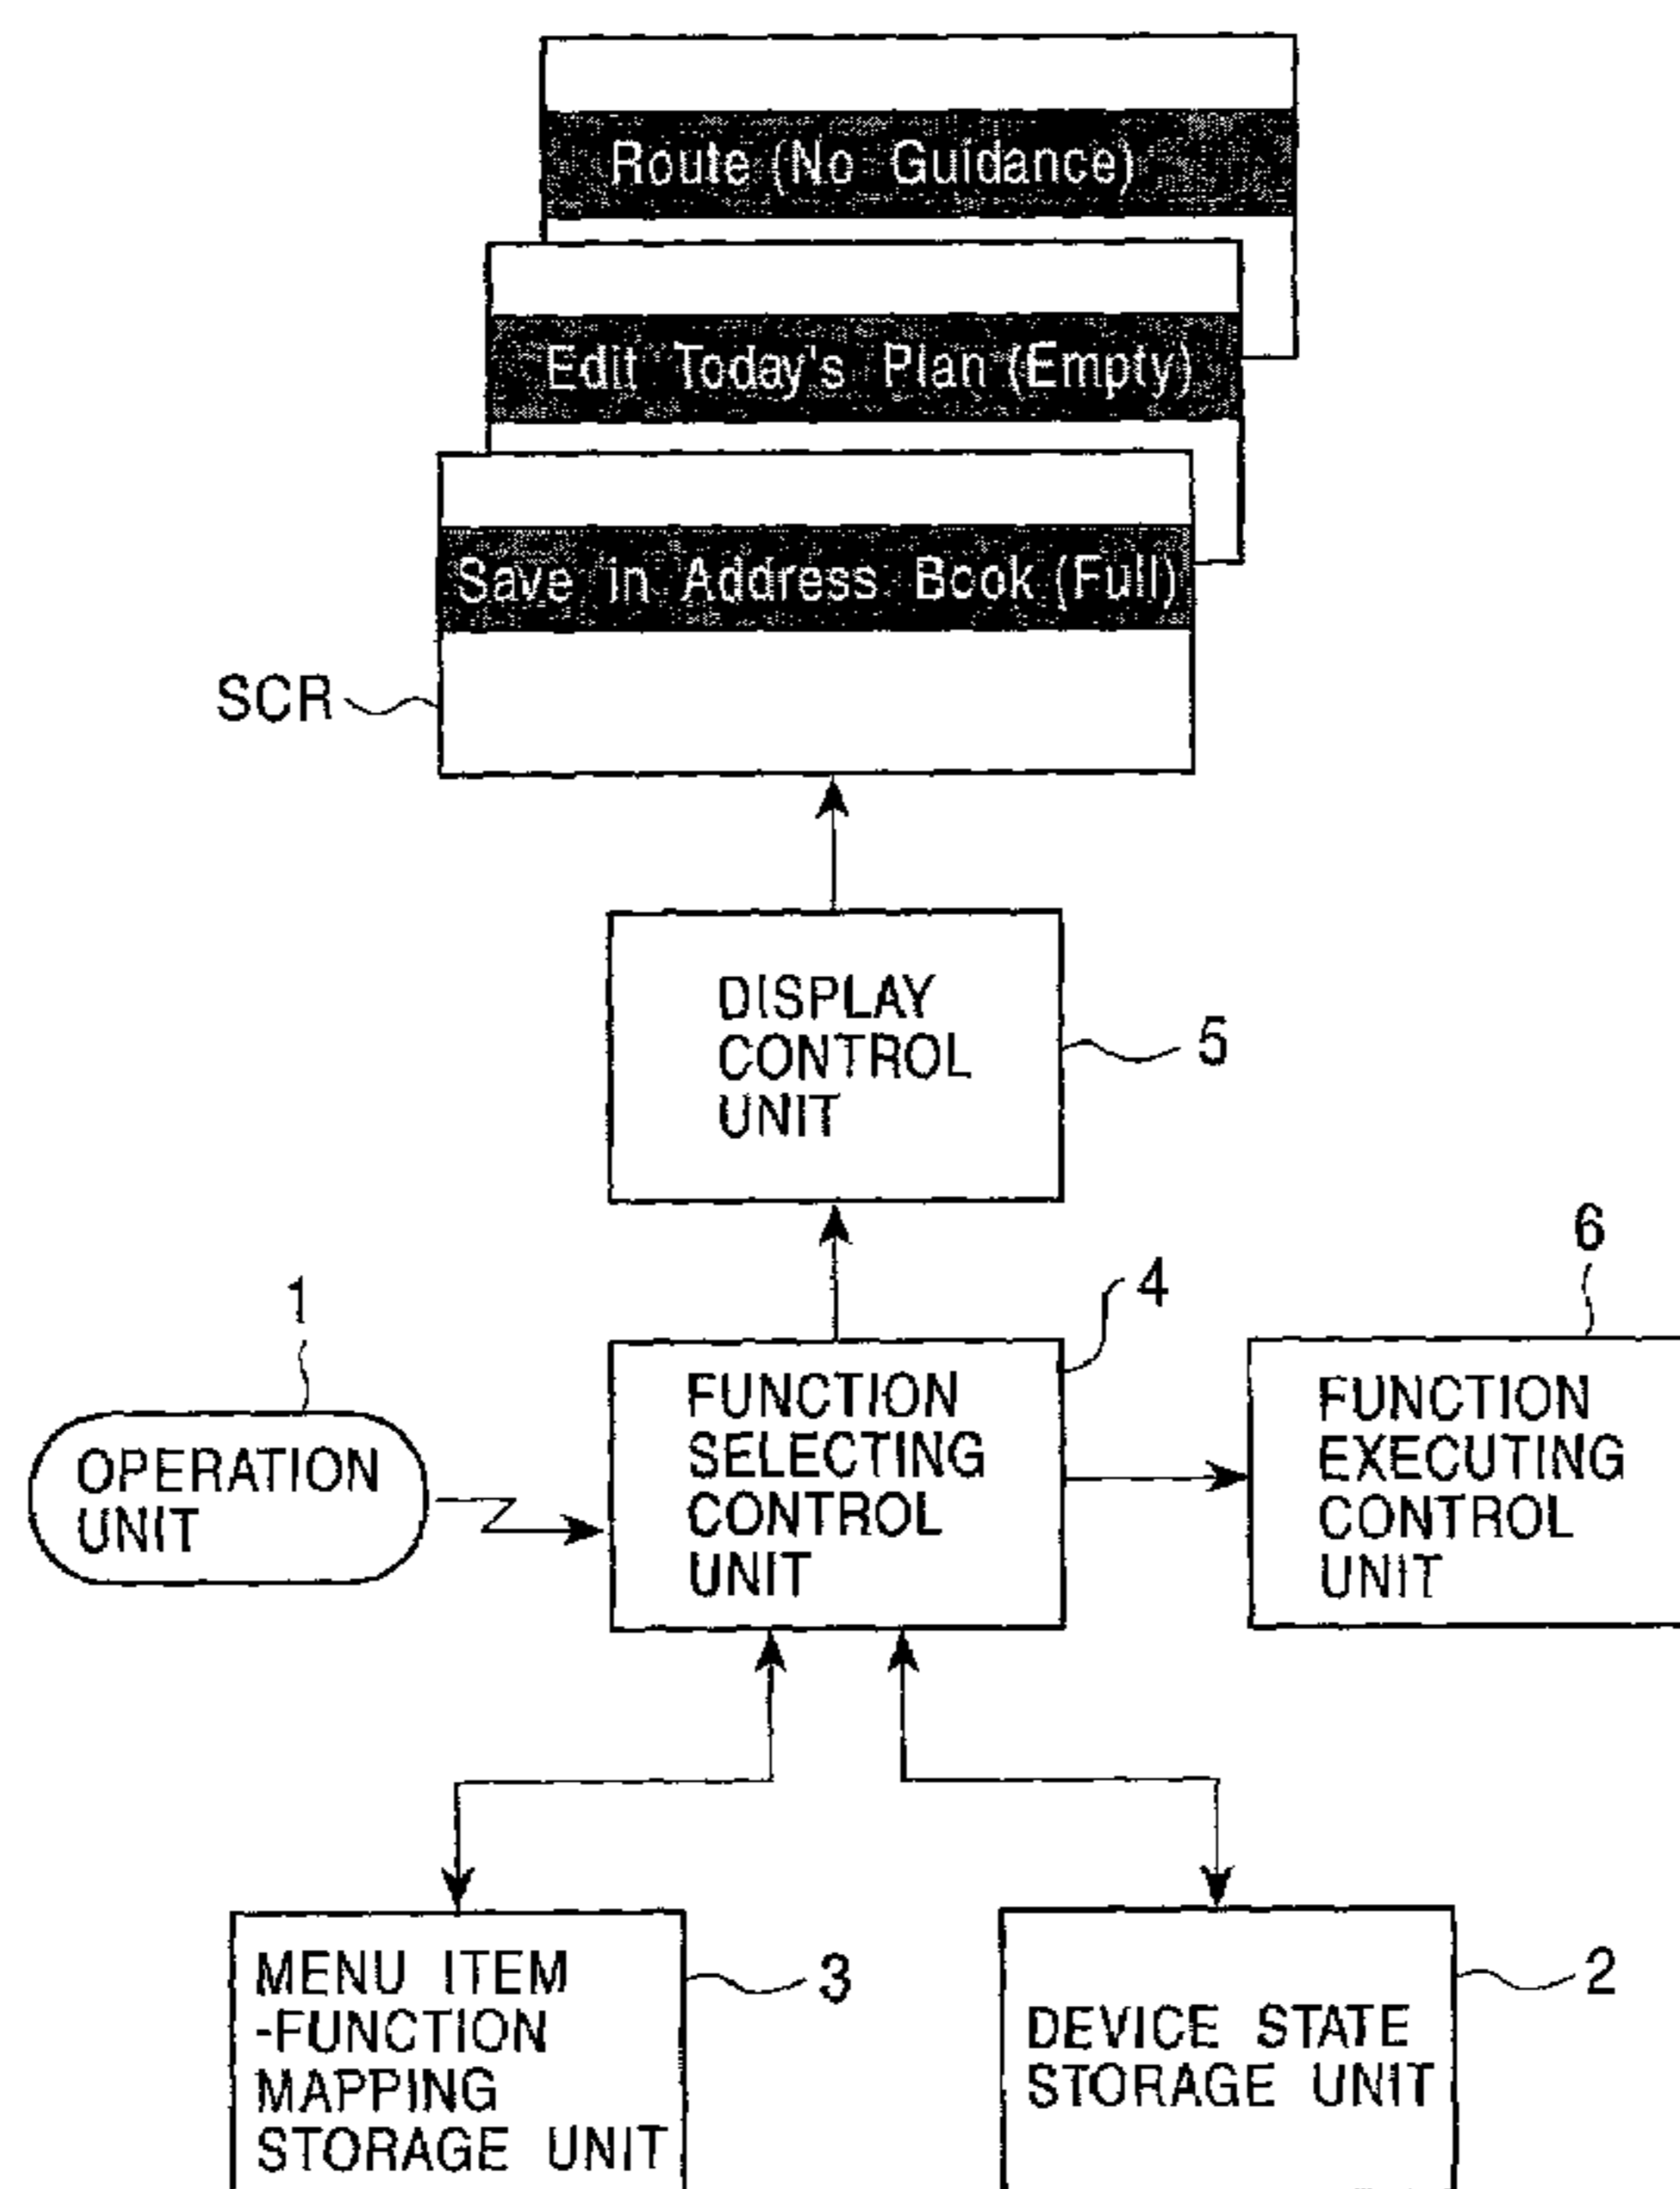 Route (No Guidance)
Edit Today's Plan (Empty)
Save in Address Book (Full)
SCR
DISPLAY
CONTROL
UNIT
5
4
6
1
OPERATION
UNIT
FUNCTION
SELECTING
CONTROL
UNIT
FUNCTION
EXECUTING
CONTROL
UNIT
MENU ITEM
-FUNCTION
MAPPING
STORAGE UNIT
3
DEVICE STATE
STORAGE UNIT
2